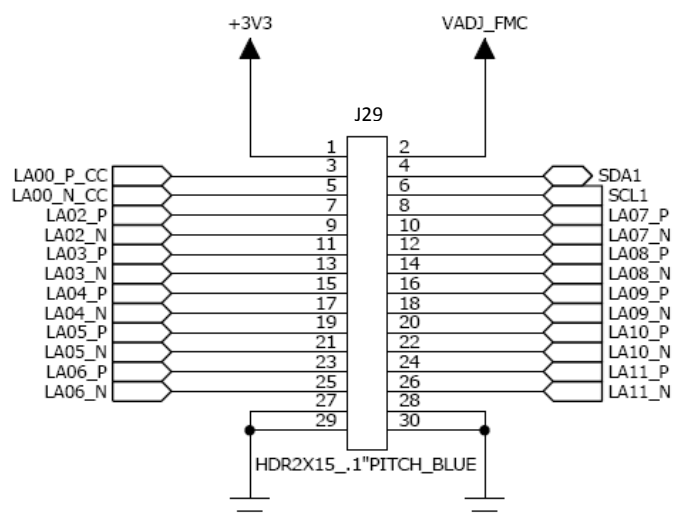 +3V3 VADJ_FMC
J29
1 2
LA00_P_CC 3 4 SDA1
LA00_N_CC 5 6 SCL1
LA02_P 7 8 LA07_P
LA02_N 9 10 LA07_N
LA03_P 11 12 LA08_P
LA03_N 13 14 LA08_N
LA04_P 15 16 LA09_P
LA04_N 17 18 LA09_N
LA05_P 19 20 LA10_P
LA05_N 21 22 LA10_N
LA06_P 23 24 LA11_P
LA06_N 25 26 LA11_N
27 28
29 30
HDR2X15_.1"PITCH_BLUE